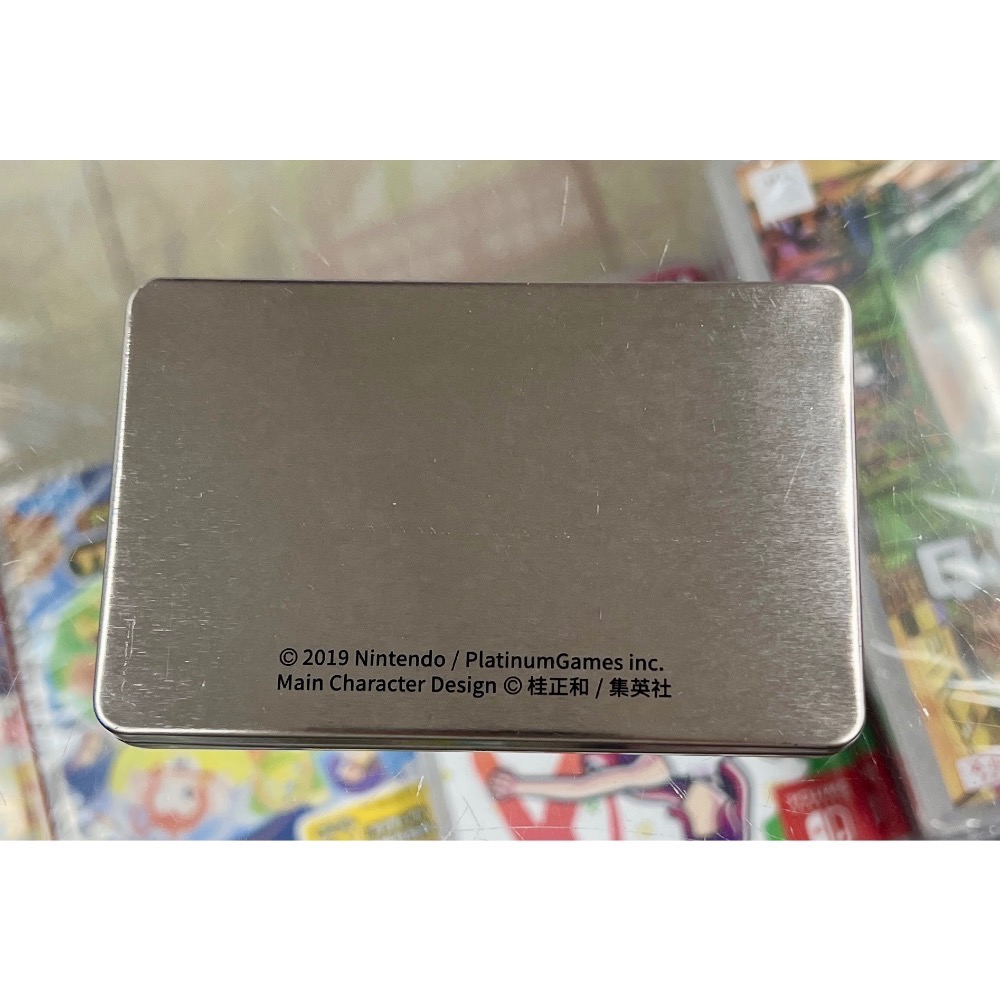 © 2019 Nintendo / PlatinumGames inc.
Main Character Design © 桂正和 / 集英社